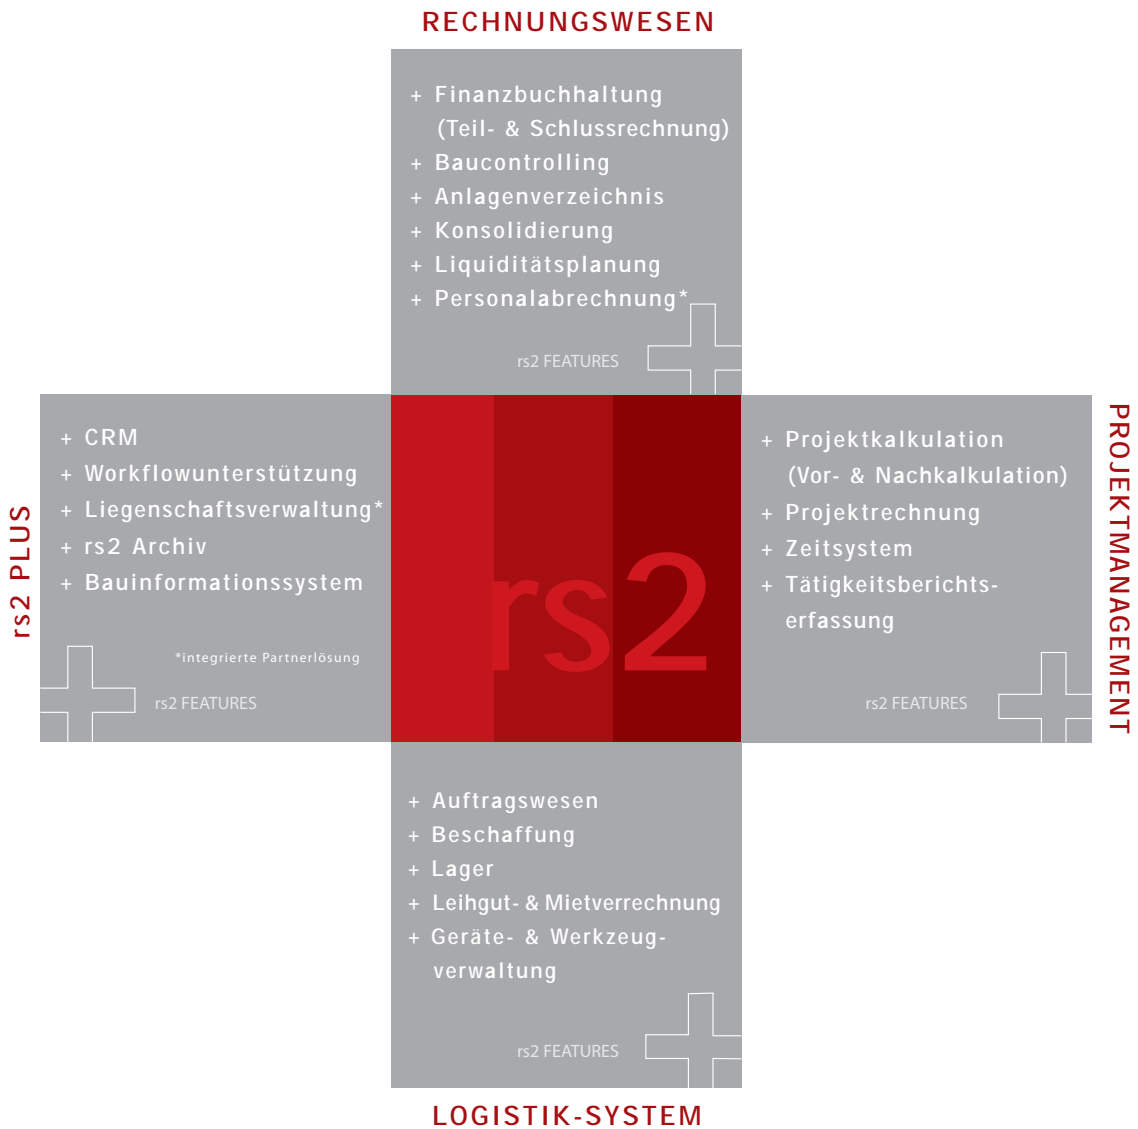 RECHNUNGSWESEN
+ Finanzbuchhaltung
(Teil- & Schlussrechnung)
+ Baucontrolling
+ Anlagenverzeichnis
+ Konsolidierung
+ Liquiditätsplanung
+ Personalabrechnung*
rs2 FEATURES
rs2 PLUS
+ CRM
+ Workflowunterstützung
+ Liegenschaftsverwaltung*
+ rs2 Archiv
+ Bauinformationssystem
*integrierte Partnerlösung
rs2 FEATURES
rs2
PROJEKTMANAGEMENT
+ Projektkalkulation
(Vor- & Nachkalkulation)
+ Projektrechnung
+ Zeitsystem
+ Tätigkeitsberichts-
erfassung
rs2 FEATURES
+ Auftragswesen
+ Beschaffung
+ Lager
+ Leihgut- & Mietverrechnung
+ Geräte- & Werkzeug-
verwaltung
rs2 FEATURES
LOGISTIK-SYSTEM